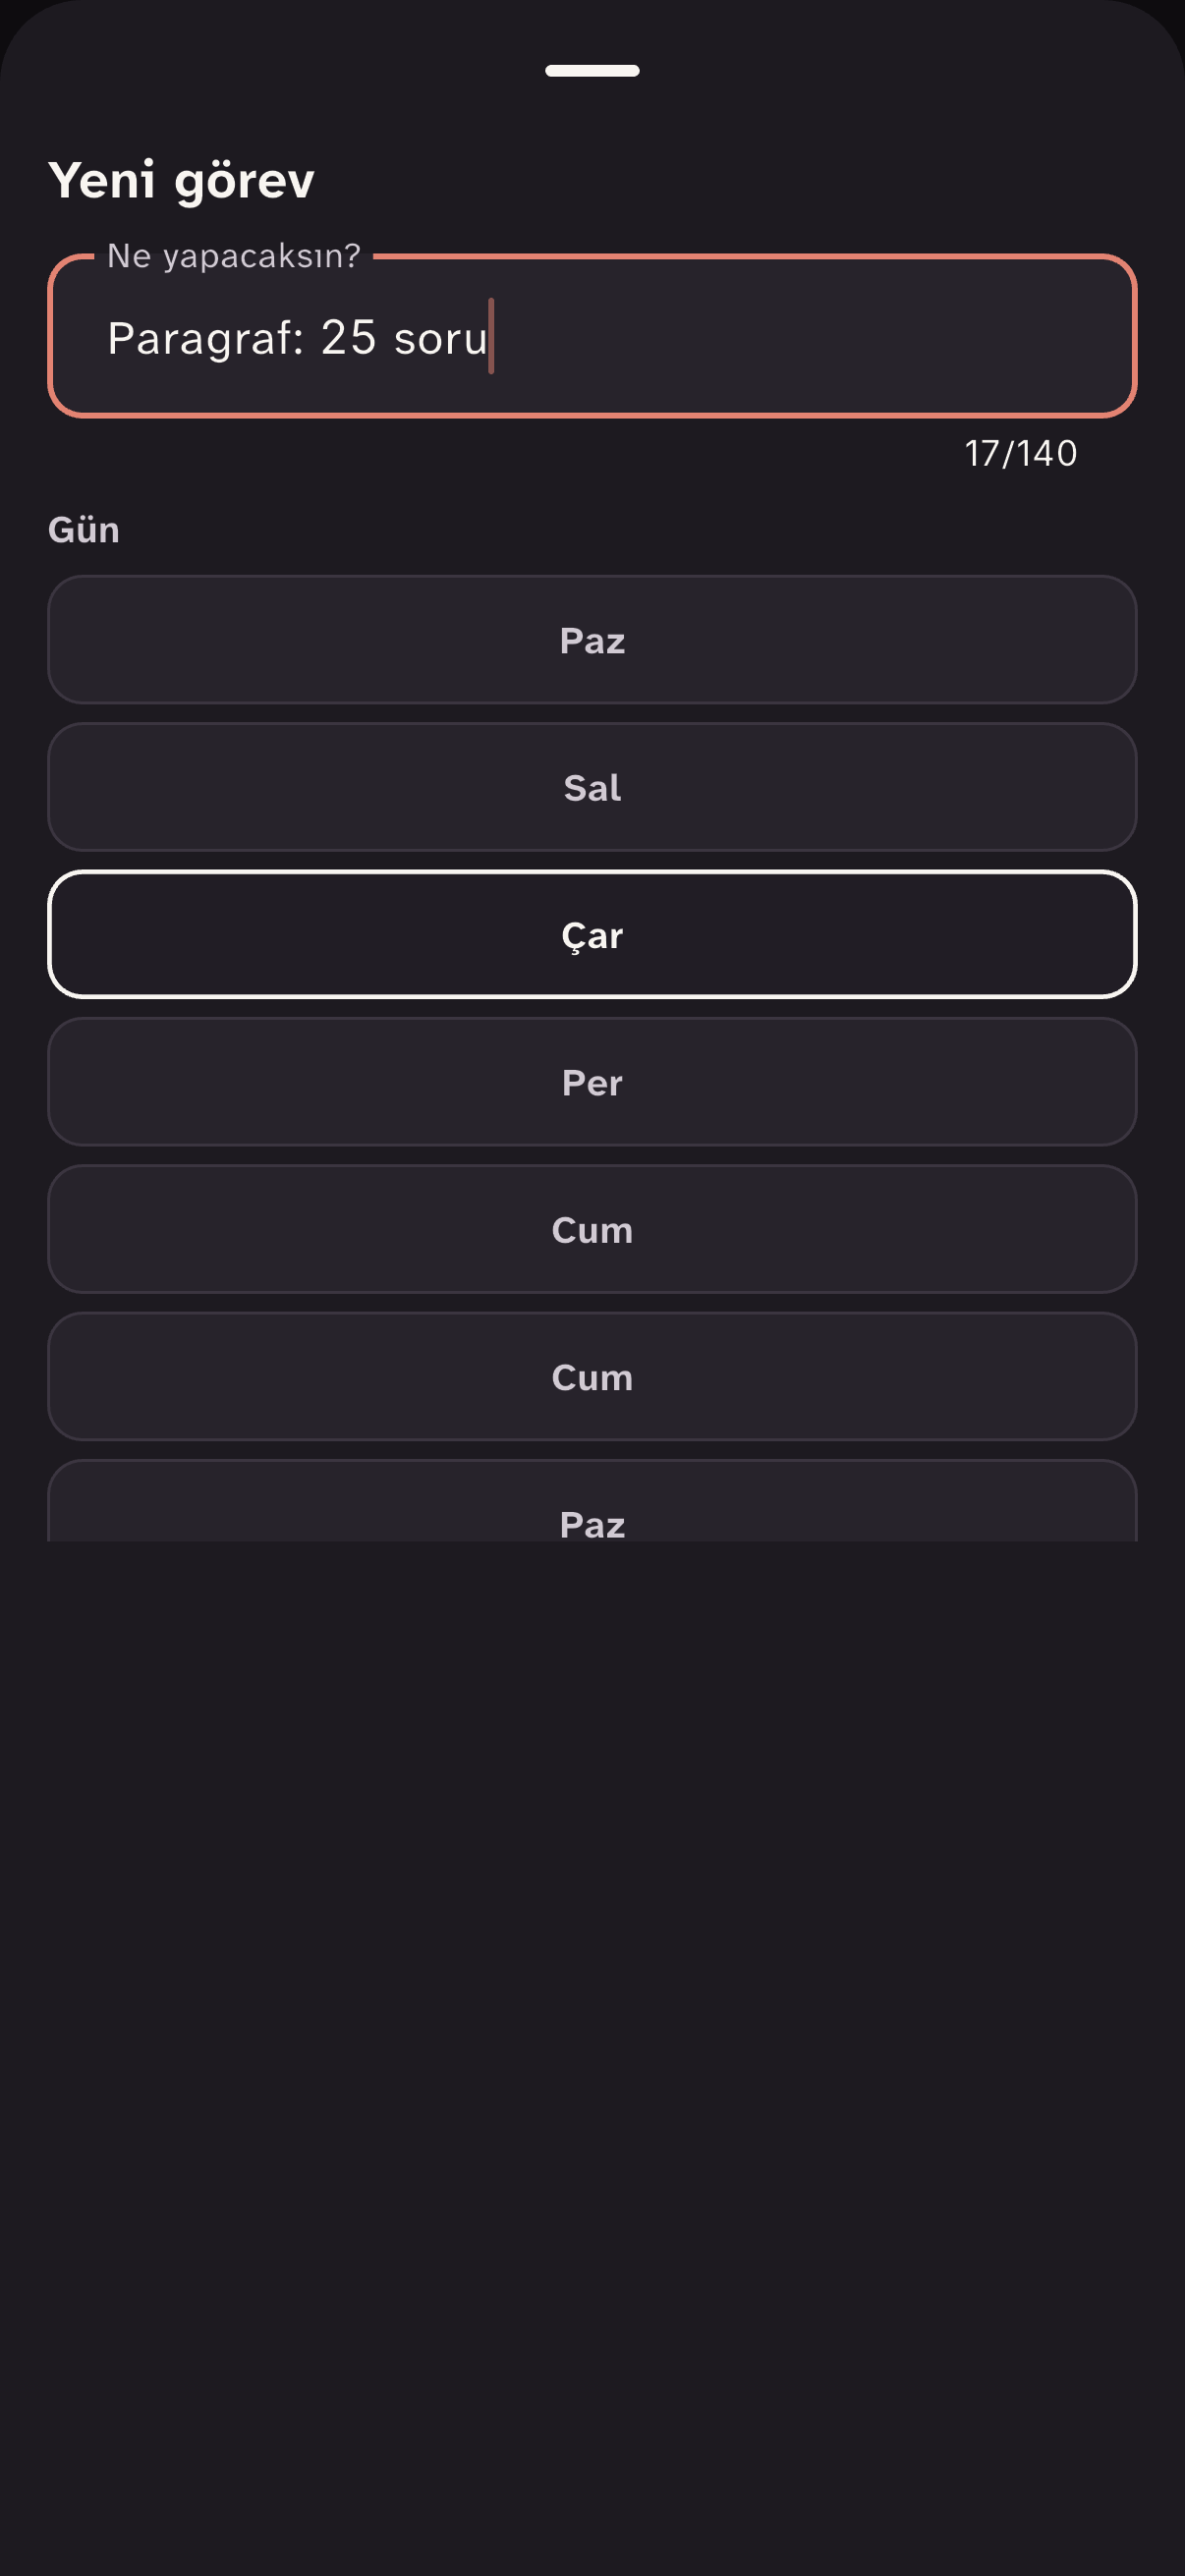 Yeni görev
Ne yapacaksın?
Paragraf: 25 soru
17/140
Gün
Paz
Sal
Çar
Per
Cum
Cum
Paz